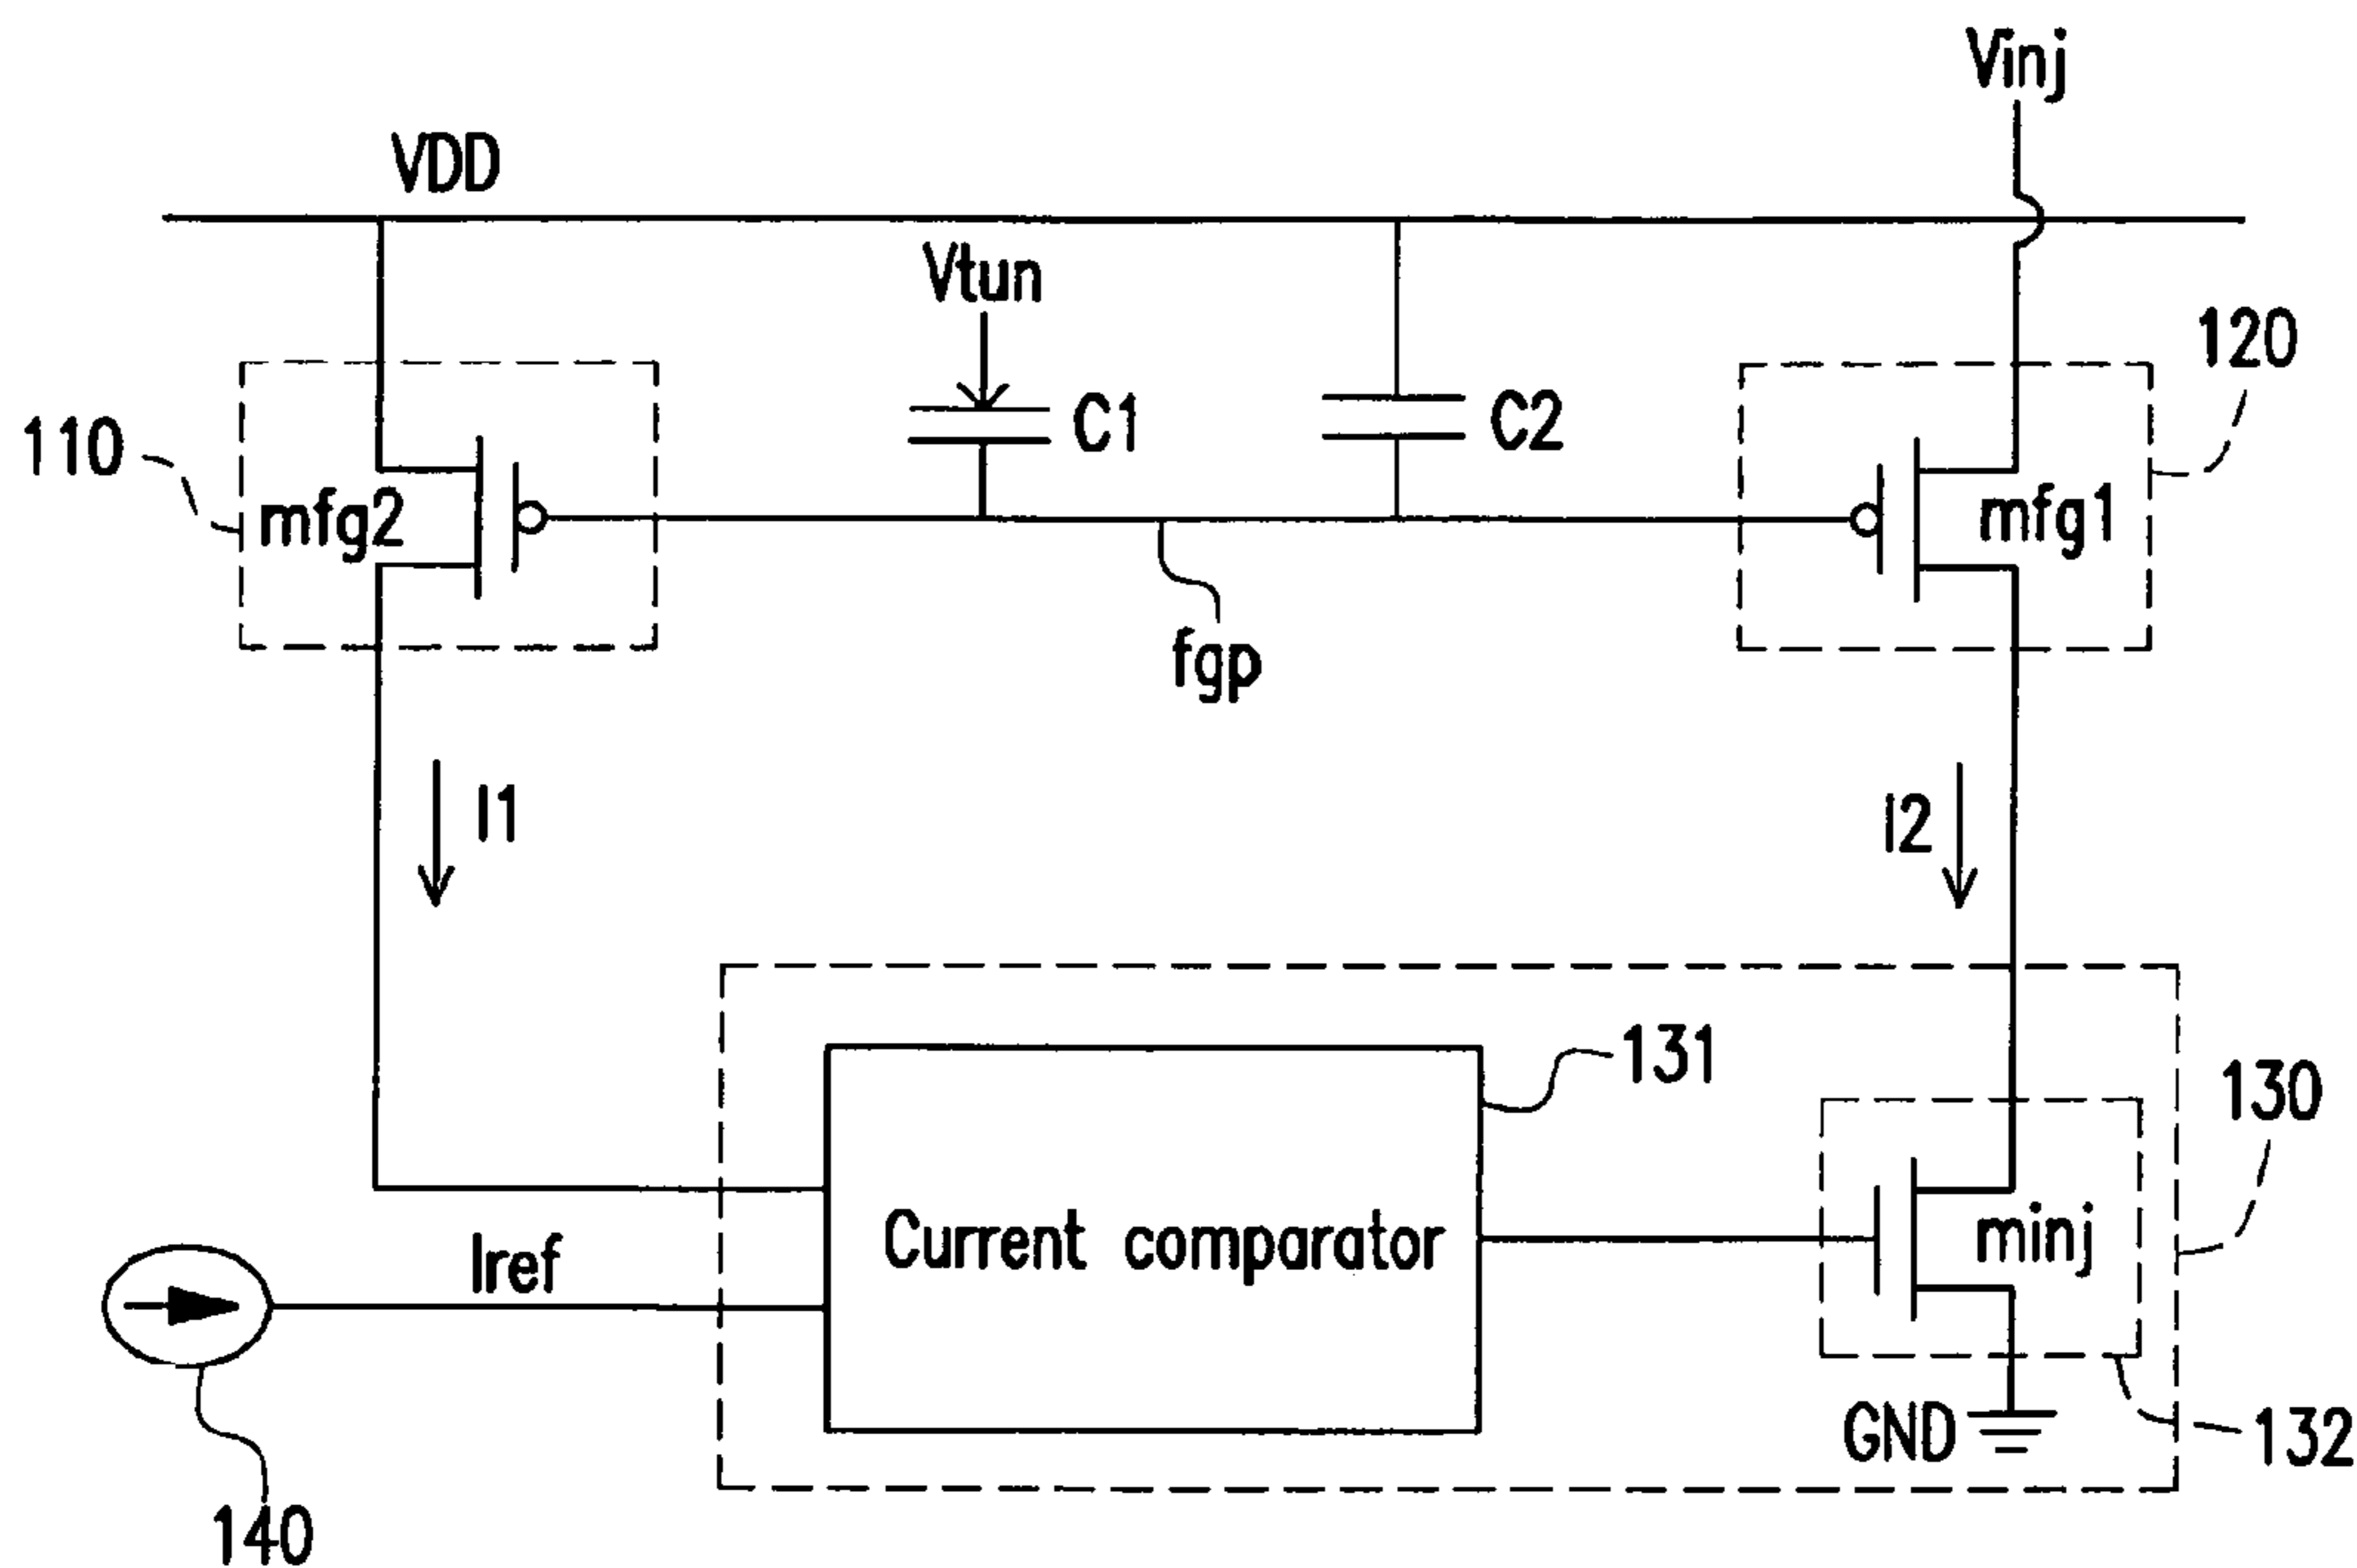 Vinj
VDD
Vtun
120
C1
C2
110
mfg2
mfg1
fgp
I1
I2
131
130
Current comparator
minj
Iref
GND
132
140